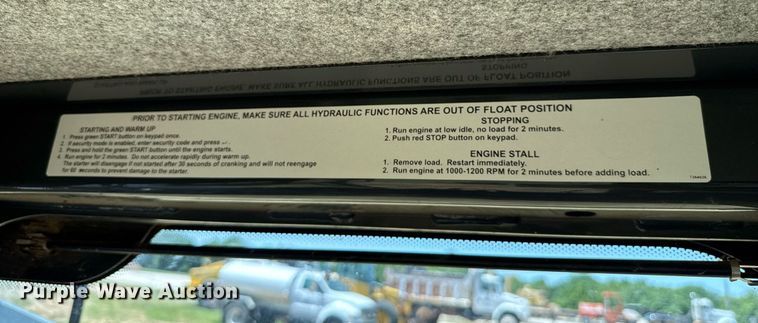 PRIOR TO STARTING ENGINE, MAKE SURE ALL HYDRAULIC FUNCTIONS ARE OUT OF FLOAT POSITION
STARTING AND WARM UP
1. Press green START button on keypad once.
2. If security mode is enabled, enter security code and press
3. Press and hold the green START button until the engine starts.
4. Run engine for 2 minutes. Do not accelerate rapidly during warm up.
The starter will disengage if not started after 30 seconds of cranking and will not reengage
for 60 seconds to prevent damage to the starter.
STOPPING
1. Run engine at low idle, no load for 2 minutes.
2. Push red STOP button on keypad.
ENGINE STALL
1. Remove load. Restart immediately.
2. Run engine at 1000-1200 RPM for 2 minutes before adding load.
Purple Wave Auction